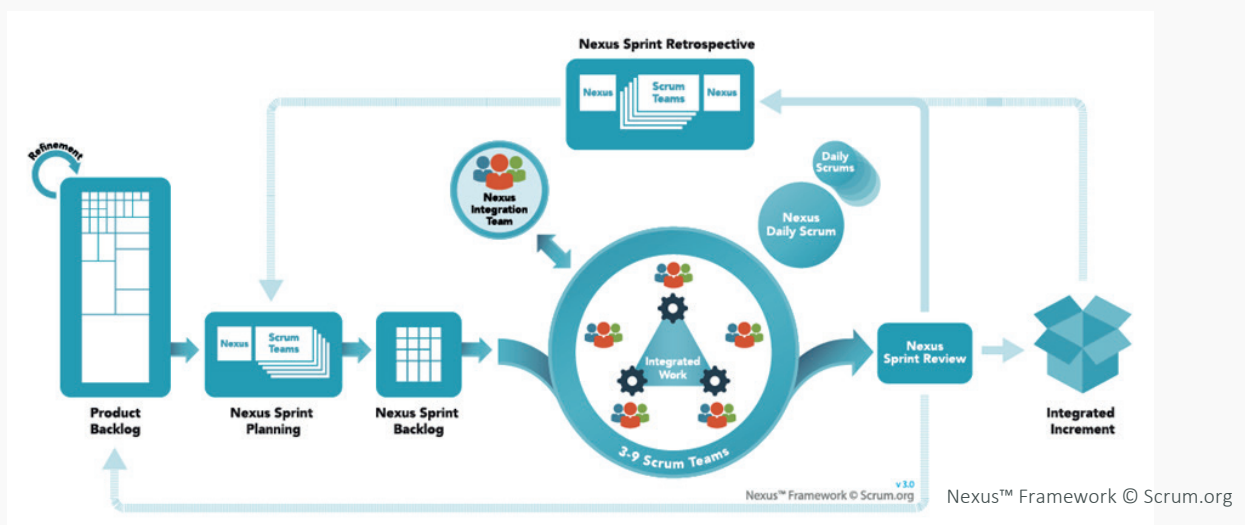 Nexus Sprint Retrospective
Nexus
Scrum
Teams
Nexus
Refinement
Nexus
Integration
Team
Daily
Scrums
Nexus
Daily Scrum
Nexus
Scrum
Teams
Integrated
Work
Nexus
Sprint Review
Product
Backlog
Nexus Sprint
Planning
Nexus Sprint
Backlog
Integrated
Increment
3-9 Scrum Teams
v 3.0
Nexus™ Framework © Scrum.org
Nexus™ Framework © Scrum.org